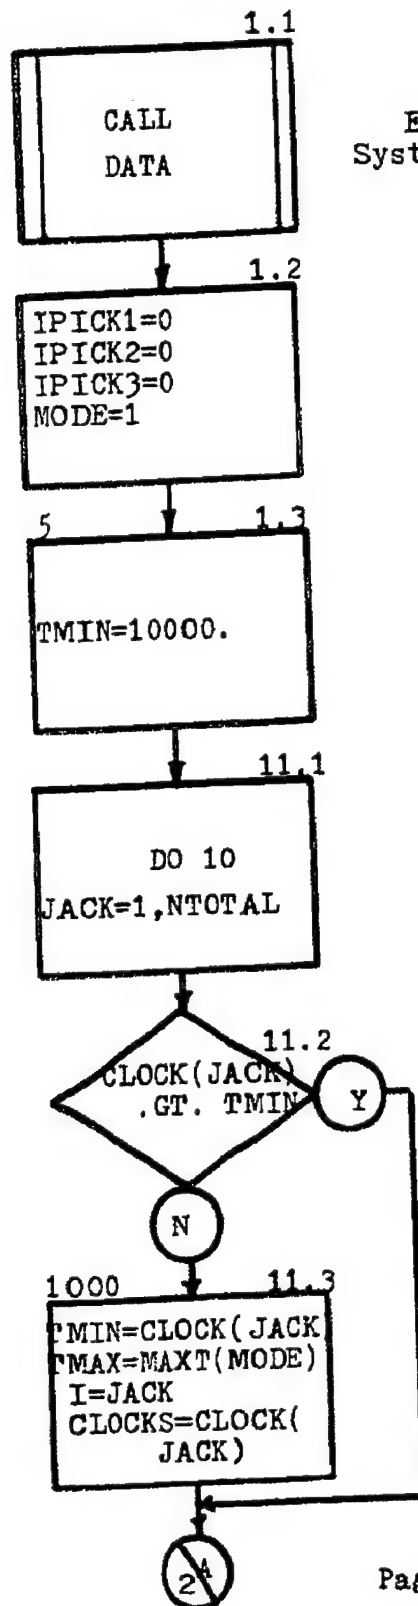 1.1
CALL
DATA
E
Syst
1.2
IPICK1=0
IPICK2=0
IPICK3=0
MODE=1
5 1.3
TMIN=10000.
11.1
DO 10
JACK=1,NTOTAL
11.2
CLOCK(JACK)
.GT. TMIN
Y
N
1000 11.3
TMIN=CLOCK(JACK)
TMAX=MAXT(MODE)
I=JACK
CLOCKS=CLOCK(
JACK)
A
2
Pag